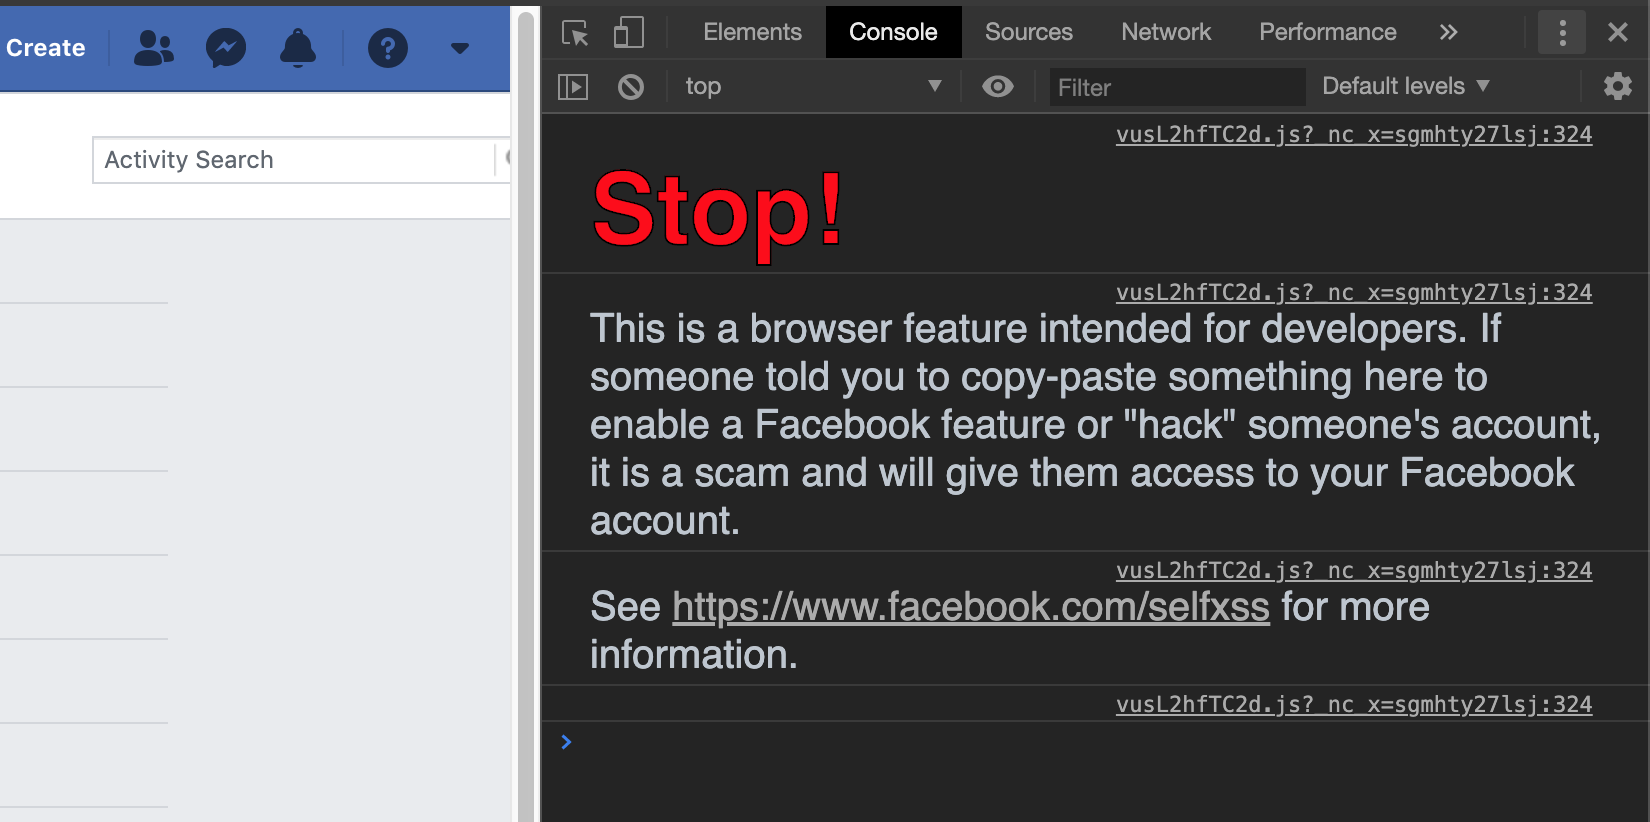 Create
Activity Search
Elements Console Sources Network Performance
top Filter Default levels
vusL2hfTC2d.js?_nc_x=sgmhty27lsj:324
Stop!
vusL2hfTC2d.js?_nc_x=sgmhty27lsj:324
This is a browser feature intended for developers. If
someone told you to copy-paste something here to
enable a Facebook feature or "hack" someone's account,
it is a scam and will give them access to your Facebook
account.
vusL2hfTC2d.js?_nc_x=sgmhty27lsj:324
See https://www.facebook.com/selfxss for more
information.
vusL2hfTC2d.js?_nc_x=sgmhty27lsj:324